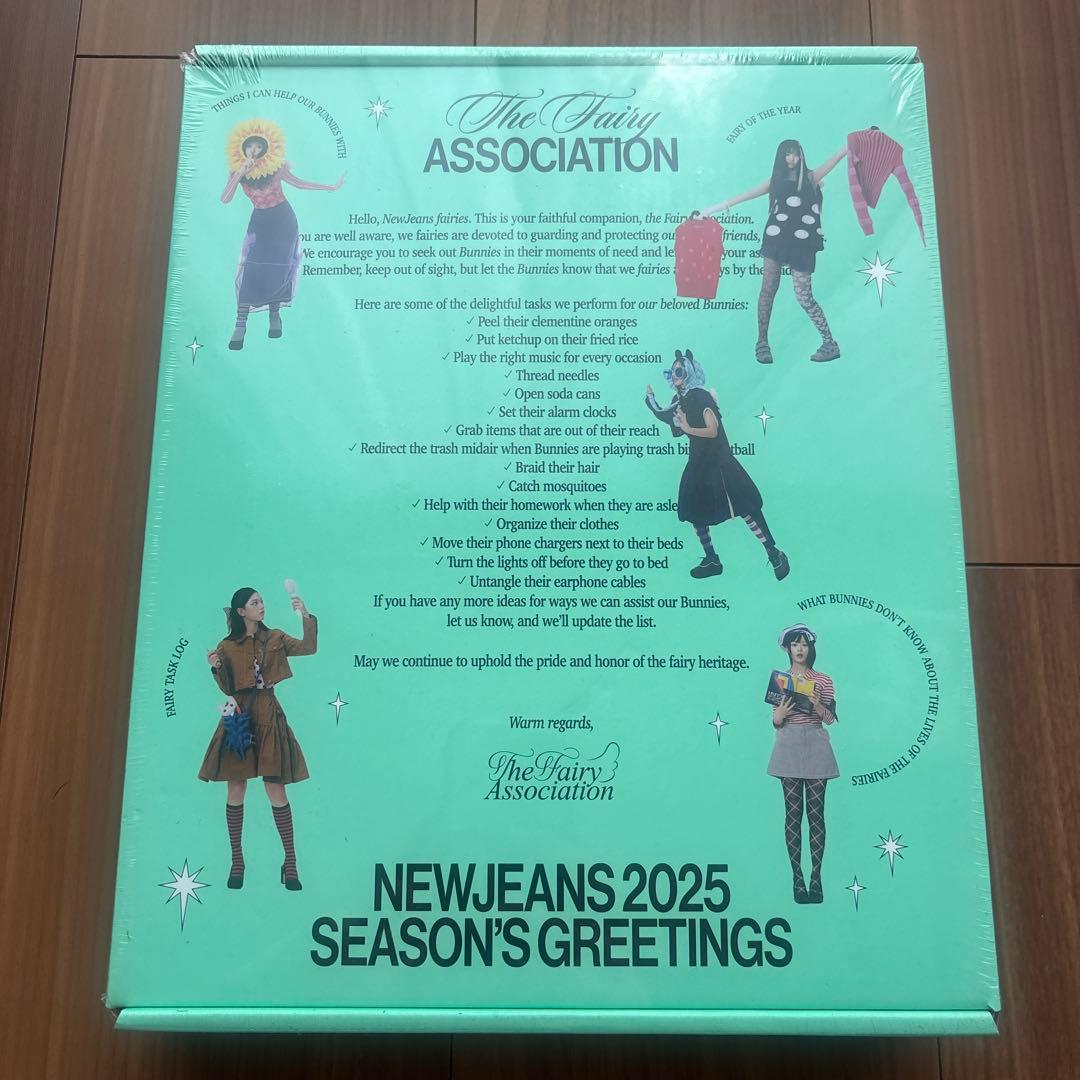 THINGS I CAN HELP OUR BUNNIES WITH
The Fairy
ASSOCIATION
FAIRY OF THE YEAR
Hello, NewJeans fairies. This is your faithful companion, the
ou are well aware, we fairies are devoted to guarding and protecting friends,
We encourage you to seek out Bunnies in their moments of need and your
Remember, keep out of sight, but let the Bunnies know that we fairies by the
Here are some of the delightful tasks we perform for our beloved Bunnies:
✓ Peel their clementine oranges
✓ Put ketchup on their fried rice
✓ Play the right music for every occasion
✓ Thread needles
✓ Open soda cans
✓ Set their alarm clocks
✓ Grab items that are out of their reach
✓ Redirect the trash midair when Bunnies are playing trash
✓ Braid their hair
✓ Catch mosquitoes
✓ Help with their homework when they are
✓ Organize their clothes
✓ Move their phone chargers next to their beds
✓ Turn the lights off before they go to bed
✓ Untangle their earphone cables
If you have any more ideas for ways we can assist our Bunnies,
let us know, and we'll update the list.
May we continue to uphold the pride and honor of the fairy heritage.
FAIRY TASK LOG
WHAT BUNNIES DON'T KNOW ABOUT THE LIVES OF THE FAIRIES
Warm regards,
The Fairy
Association
NEWJEANS 2025
SEASON'S GREETINGS